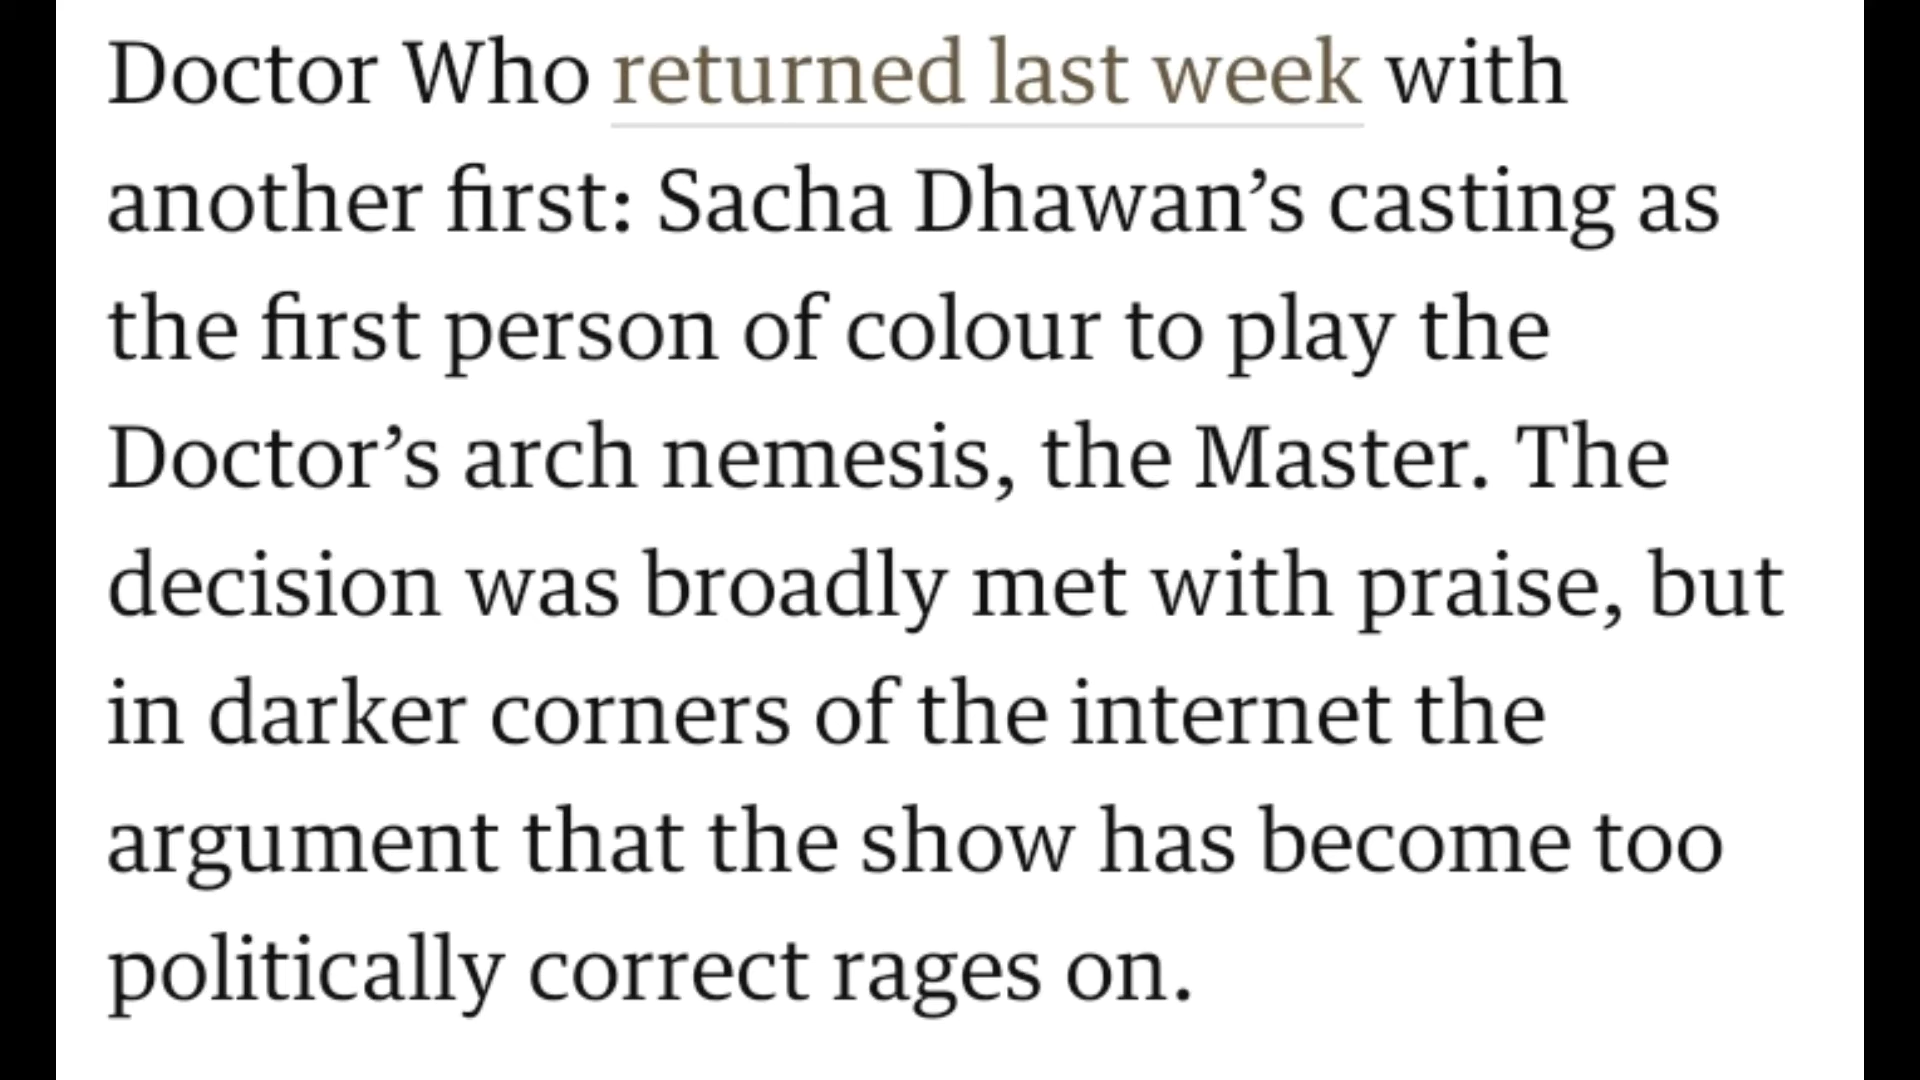 Doctor Who returned last week with
another first: Sacha Dhawan’s casting as
the first person of colour to play the
Doctor’s arch nemesis, the Master. The
decision was broadly met with praise, but
in darker corners of the internet the
argument that the show has become too
politically correct rages on.